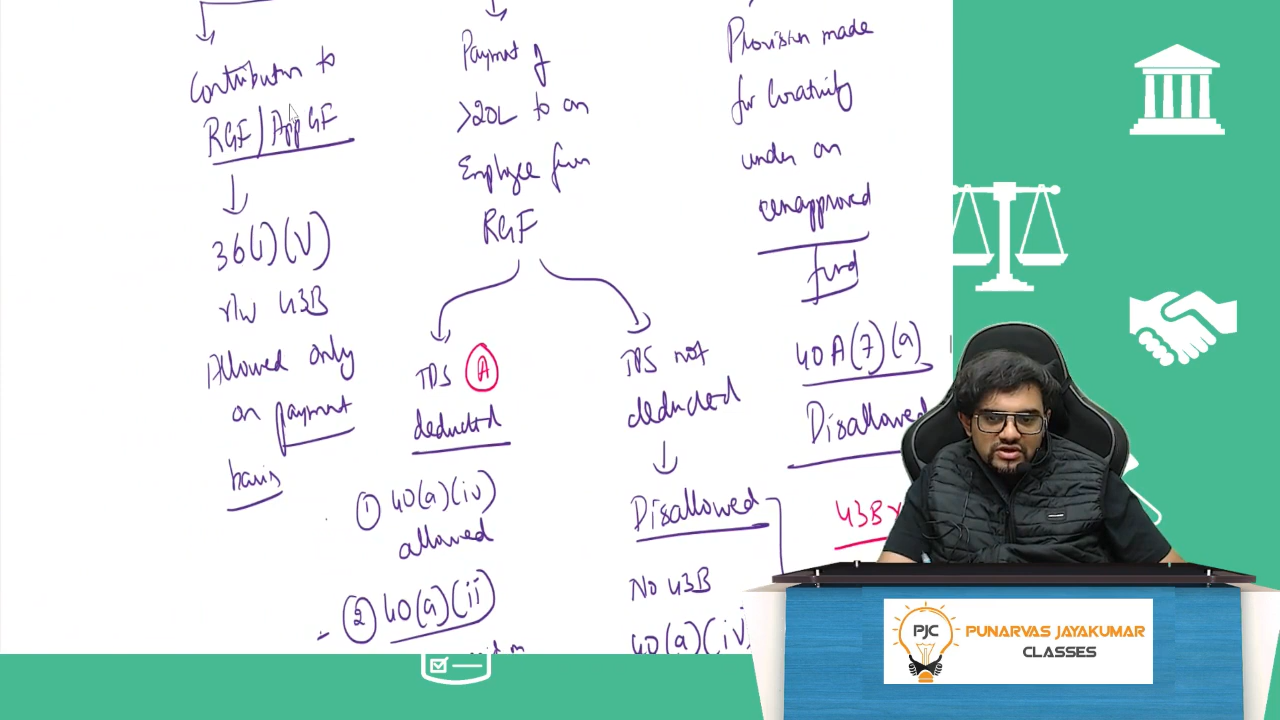 Contribution to
RGF/App GF
36(1)(V)
r/w 43B
Allowed only
on payment
basis
Payment of
>20L to an
Employee from
RGF
TDS A
deducted
① 40(a)(iv)
allowed
② 40(a)(ii)
TDS not
deducted
Disallowed
No 43B
40(a)(iv)
Provision made
for Gratuity
under an
unapproved
fund
40A(7)(a)
Disallowed
43B
PJC
PUNARVAS JAYAKUMAR
CLASSES